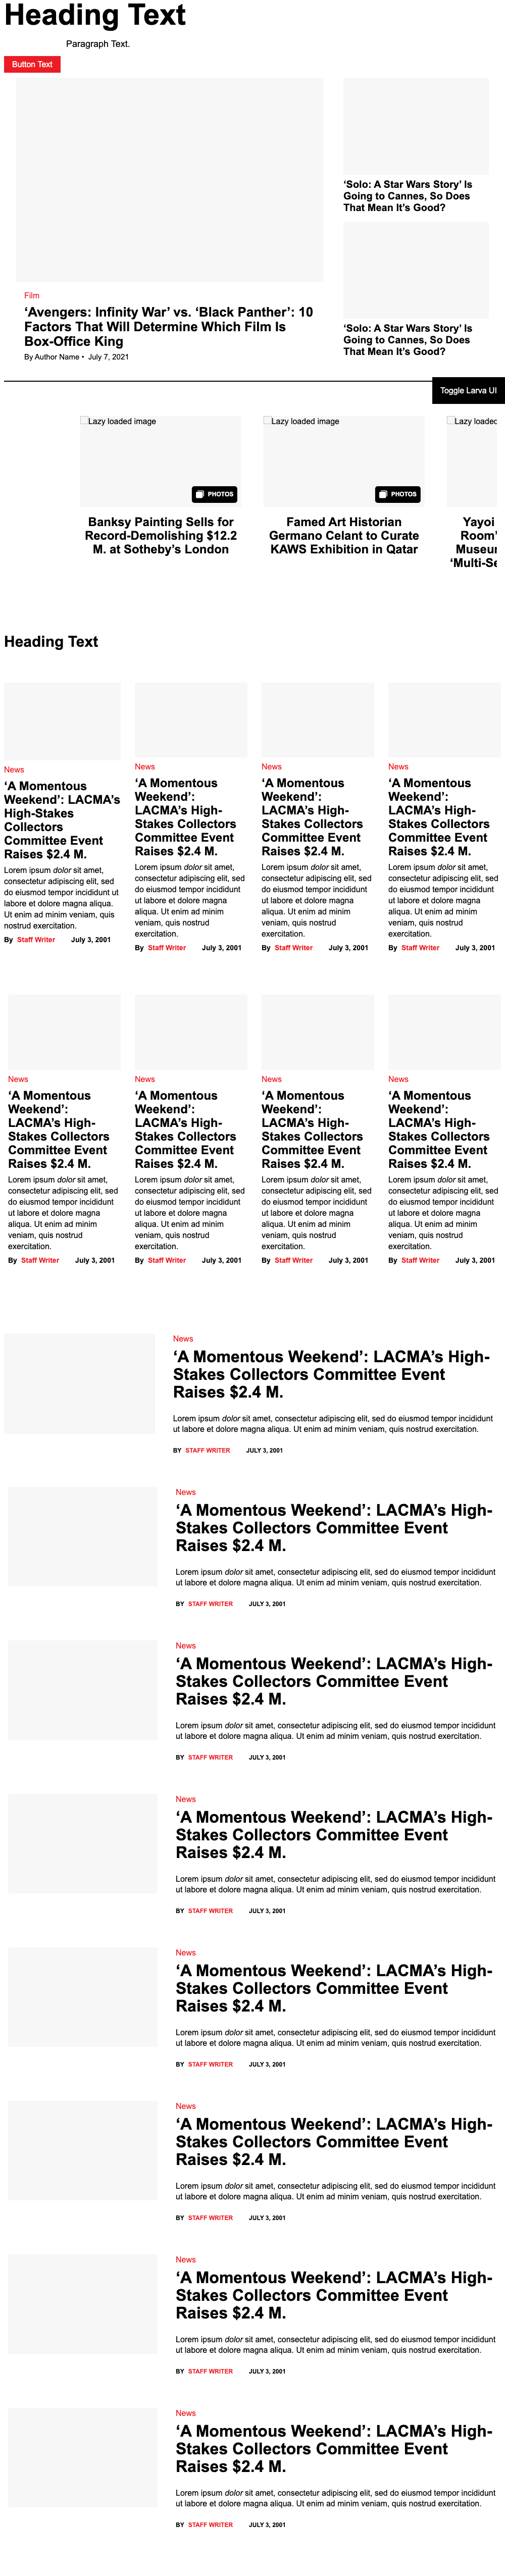 Heading Text
Paragraph Text.
Button Text
Film
‘Avengers: Infinity War’ vs. ‘Black Panther’: 10
Factors That Will Determine Which Film Is
Box-Office King
By Author Name • July 7, 2021
‘Solo: A Star Wars Story’ Is
Going to Cannes, So Does
That Mean It’s Good?
‘Solo: A Star Wars Story’ Is
Going to Cannes, So Does
That Mean It’s Good?
Toggle Larva UI
Lazy loaded image
PHOTOS
Banksy Painting Sells for
Record-Demolishing $12.2
M. at Sotheby’s London
Lazy loaded image
PHOTOS
Famed Art Historian
Germano Celant to Curate
KAWS Exhibition in Qatar
Lazy loaded
Yayoi
Room’
Museum
‘Multi-Se
Heading Text
News
‘A Momentous
Weekend’: LACMA’s
High-Stakes
Collectors
Committee Event
Raises $2.4 M.
Lorem ipsum dolor sit amet,
consectetur adipiscing elit, sed
do eiusmod tempor incididunt ut
labore et dolore magna aliqua.
Ut enim ad minim veniam, quis
nostrud exercitation.
By Staff Writer July 3, 2001
News
‘A Momentous
Weekend’:
LACMA’s High-
Stakes Collectors
Committee Event
Raises $2.4 M.
Lorem ipsum dolor sit amet,
consectetur adipiscing elit, sed
do eiusmod tempor incididunt
ut labore et dolore magna
aliqua. Ut enim ad minim
veniam, quis nostrud
exercitation.
By Staff Writer July 3, 2001
News
‘A Momentous
Weekend’:
LACMA’s High-
Stakes Collectors
Committee Event
Raises $2.4 M.
Lorem ipsum dolor sit amet,
consectetur adipiscing elit, sed
do eiusmod tempor incididunt
ut labore et dolore magna
aliqua. Ut enim ad minim
veniam, quis nostrud
exercitation.
By Staff Writer July 3, 2001
News
‘A Momentous
Weekend’:
LACMA’s High-
Stakes Collectors
Committee Event
Raises $2.4 M.
Lorem ipsum dolor sit amet,
consectetur adipiscing elit, sed
do eiusmod tempor incididunt
ut labore et dolore magna
aliqua. Ut enim ad minim
veniam, quis nostrud
exercitation.
By Staff Writer July 3, 2001
News
‘A Momentous
Weekend’:
LACMA’s High-
Stakes Collectors
Committee Event
Raises $2.4 M.
Lorem ipsum dolor sit amet,
consectetur adipiscing elit, sed
do eiusmod tempor incididunt
ut labore et dolore magna
aliqua. Ut enim ad minim
veniam, quis nostrud
exercitation.
By Staff Writer July 3, 2001
News
‘A Momentous
Weekend’:
LACMA’s High-
Stakes Collectors
Committee Event
Raises $2.4 M.
Lorem ipsum dolor sit amet,
consectetur adipiscing elit, sed
do eiusmod tempor incididunt
ut labore et dolore magna
aliqua. Ut enim ad minim
veniam, quis nostrud
exercitation.
By Staff Writer July 3, 2001
News
‘A Momentous
Weekend’:
LACMA’s High-
Stakes Collectors
Committee Event
Raises $2.4 M.
Lorem ipsum dolor sit amet,
consectetur adipiscing elit, sed
do eiusmod tempor incididunt
ut labore et dolore magna
aliqua. Ut enim ad minim
veniam, quis nostrud
exercitation.
By Staff Writer July 3, 2001
News
‘A Momentous
Weekend’:
LACMA’s High-
Stakes Collectors
Committee Event
Raises $2.4 M.
Lorem ipsum dolor sit amet,
consectetur adipiscing elit, sed
do eiusmod tempor incididunt
ut labore et dolore magna
aliqua. Ut enim ad minim
veniam, quis nostrud
exercitation.
By Staff Writer July 3, 2001
News
‘A Momentous Weekend’: LACMA’s High-
Stakes Collectors Committee Event
Raises $2.4 M.
Lorem ipsum dolor sit amet, consectetur adipiscing elit, sed do eiusmod tempor incididunt
ut labore et dolore magna aliqua. Ut enim ad minim veniam, quis nostrud exercitation.
BY STAFF WRITER JULY 3, 2001
News
‘A Momentous Weekend’: LACMA’s High-
Stakes Collectors Committee Event
Raises $2.4 M.
Lorem ipsum dolor sit amet, consectetur adipiscing elit, sed do eiusmod tempor incididunt
ut labore et dolore magna aliqua. Ut enim ad minim veniam, quis nostrud exercitation.
BY STAFF WRITER JULY 3, 2001
News
‘A Momentous Weekend’: LACMA’s High-
Stakes Collectors Committee Event
Raises $2.4 M.
Lorem ipsum dolor sit amet, consectetur adipiscing elit, sed do eiusmod tempor incididunt
ut labore et dolore magna aliqua. Ut enim ad minim veniam, quis nostrud exercitation.
BY STAFF WRITER JULY 3, 2001
News
‘A Momentous Weekend’: LACMA’s High-
Stakes Collectors Committee Event
Raises $2.4 M.
Lorem ipsum dolor sit amet, consectetur adipiscing elit, sed do eiusmod tempor incididunt
ut labore et dolore magna aliqua. Ut enim ad minim veniam, quis nostrud exercitation.
BY STAFF WRITER JULY 3, 2001
News
‘A Momentous Weekend’: LACMA’s High-
Stakes Collectors Committee Event
Raises $2.4 M.
Lorem ipsum dolor sit amet, consectetur adipiscing elit, sed do eiusmod tempor incididunt
ut labore et dolore magna aliqua. Ut enim ad minim veniam, quis nostrud exercitation.
BY STAFF WRITER JULY 3, 2001
News
‘A Momentous Weekend’: LACMA’s High-
Stakes Collectors Committee Event
Raises $2.4 M.
Lorem ipsum dolor sit amet, consectetur adipiscing elit, sed do eiusmod tempor incididunt
ut labore et dolore magna aliqua. Ut enim ad minim veniam, quis nostrud exercitation.
BY STAFF WRITER JULY 3, 2001
News
‘A Momentous Weekend’: LACMA’s High-
Stakes Collectors Committee Event
Raises $2.4 M.
Lorem ipsum dolor sit amet, consectetur adipiscing elit, sed do eiusmod tempor incididunt
ut labore et dolore magna aliqua. Ut enim ad minim veniam, quis nostrud exercitation.
BY STAFF WRITER JULY 3, 2001
News
‘A Momentous Weekend’: LACMA’s High-
Stakes Collectors Committee Event
Raises $2.4 M.
Lorem ipsum dolor sit amet, consectetur adipiscing elit, sed do eiusmod tempor incididunt
ut labore et dolore magna aliqua. Ut enim ad minim veniam, quis nostrud exercitation.
BY STAFF WRITER JULY 3, 2001